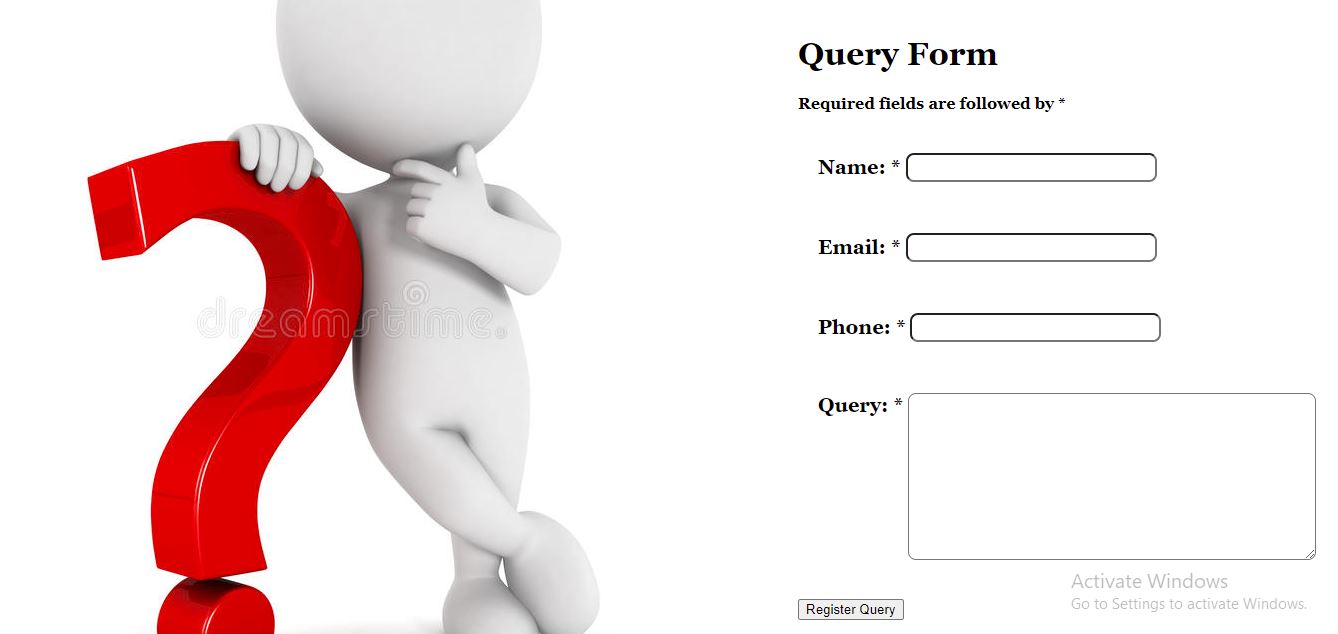 Query Form
Required fields are followed by *
Name: *
Email: *
Phone: *
Query: *
dreamstime.
Activate Windows
Go to Settings to activate Windows.
Register Query